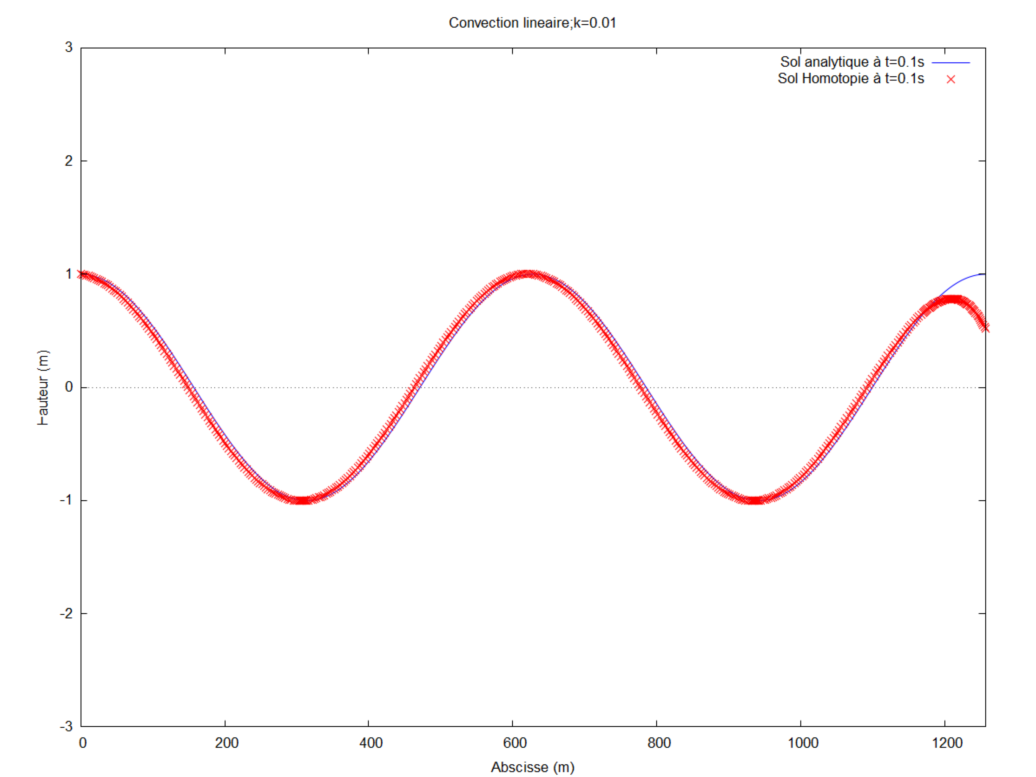 Convection lineaire;k=0.01
Sol analytique à t=0.1s
Sol Homotopie à t=0.1s
3
2
1
0
-1
-2
-3
Hauteur (m)
0 200 400 600 800 1000 1200
Abscisse (m)